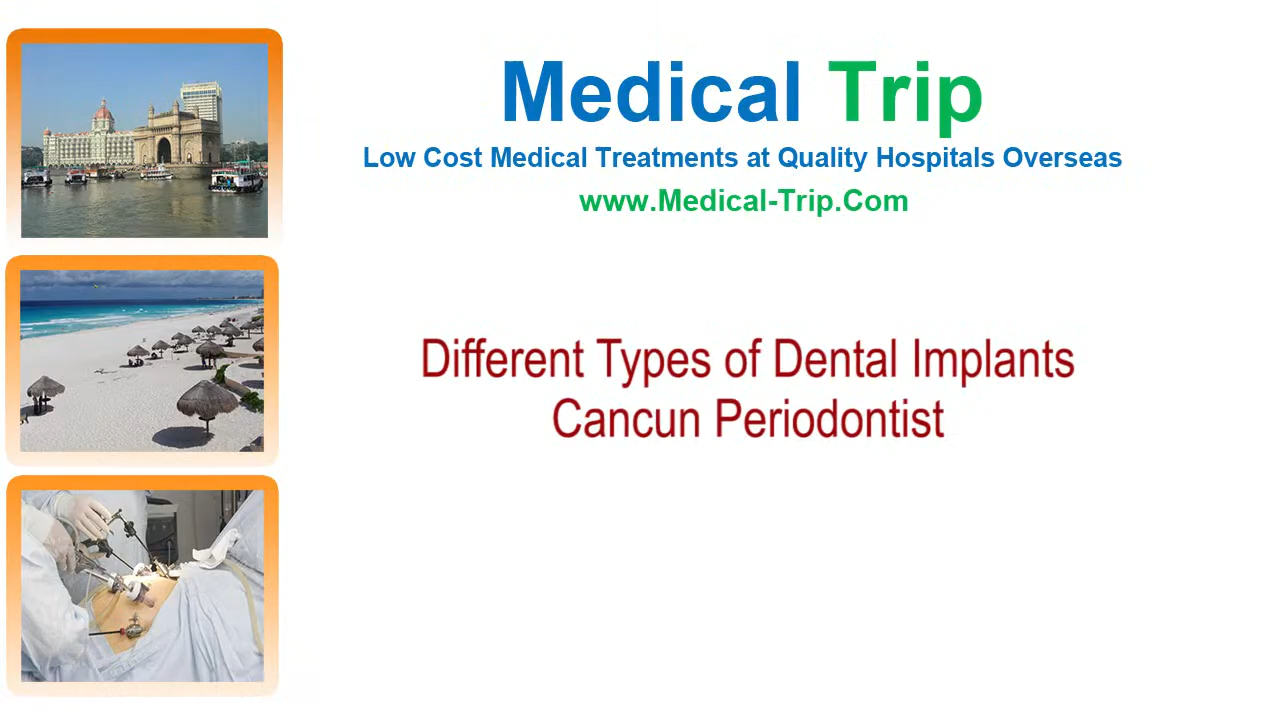 Medical Trip
Low Cost Medical Treatments at Quality Hospitals Overseas
www.Medical-Trip.Com
Different Types of Dental Implants
Cancun Periodontist